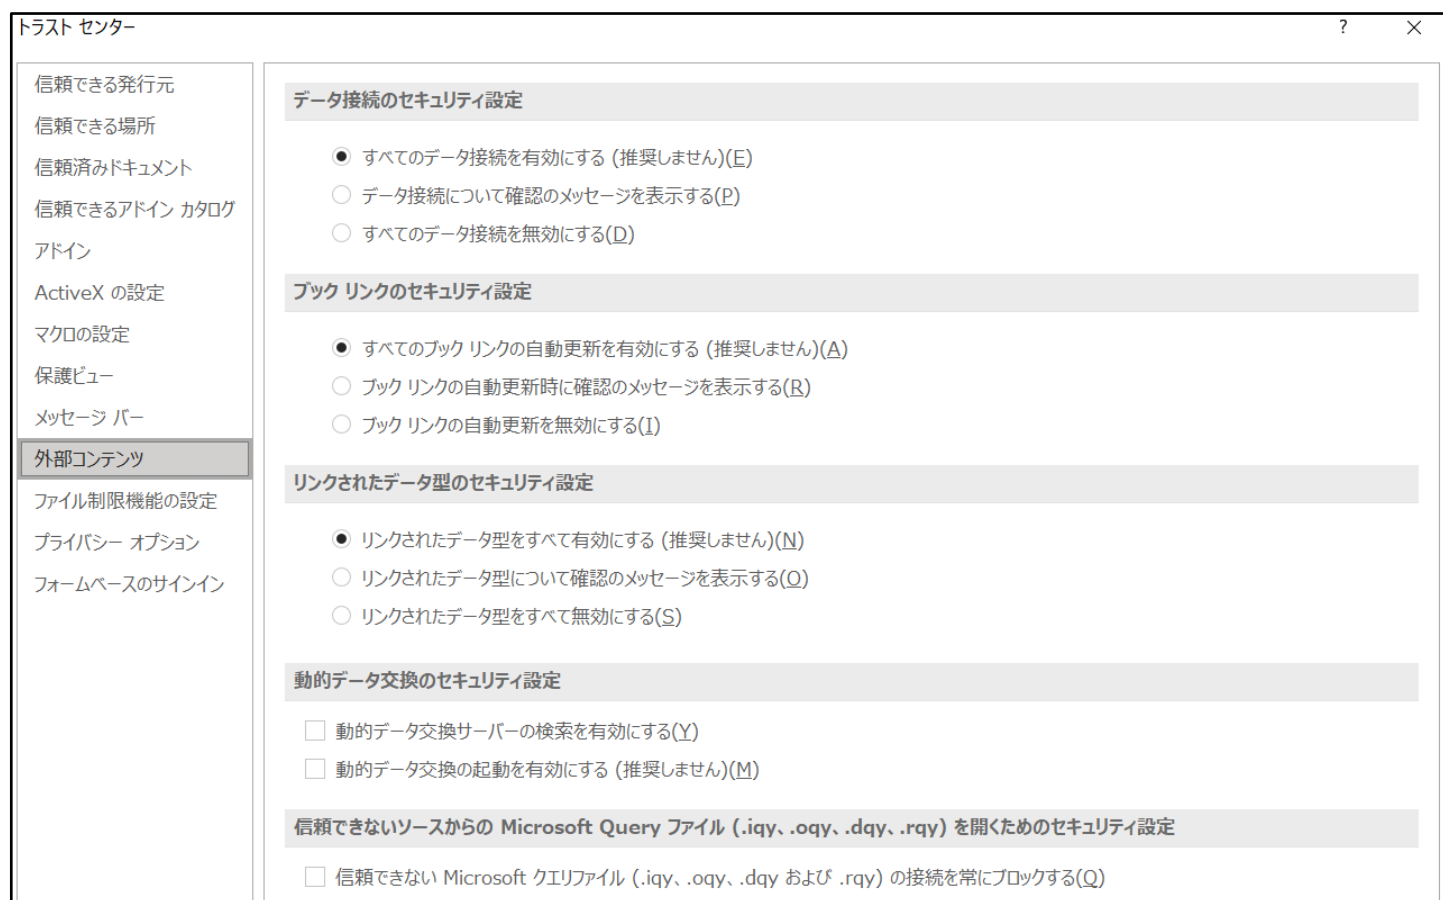 トラスト センター
?
信頼できる発行元
信頼できる場所
信頼済みドキュメント
信頼できるアドイン カタログ
アドイン
ActiveX の設定
マクロの設定
保護ビュー
メッセージ バー
外部コンテンツ
ファイル制限機能の設定
プライバシー オプション
フォームベースのサインイン
データ接続のセキュリティ設定
すべてのデータ接続を有効にする (推奨しません)(E)
データ接続について確認のメッセージを表示する(P)
すべてのデータ接続を無効にする(D)
ブック リンクのセキュリティ設定
すべてのブック リンクの自動更新を有効にする (推奨しません)(A)
ブック リンクの自動更新時に確認のメッセージを表示する(R)
ブック リンクの自動更新を無効にする(I)
リンクされたデータ型のセキュリティ設定
リンクされたデータ型をすべて有効にする (推奨しません)(N)
リンクされたデータ型について確認のメッセージを表示する(O)
リンクされたデータ型をすべて無効にする(S)
動的データ交換のセキュリティ設定
動的データ交換サーバーの検索を有効にする(Y)
動的データ交換の起動を有効にする (推奨しません)(M)
信頼できないソースからの Microsoft Query ファイル (.iqy、.oqy、.dqy、.rqy) を開くためのセキュリティ設定
信頼できない Microsoft クエリファイル (.iqy、.oqy、.dqy および .rqy) の接続を常にブロックする(Q)